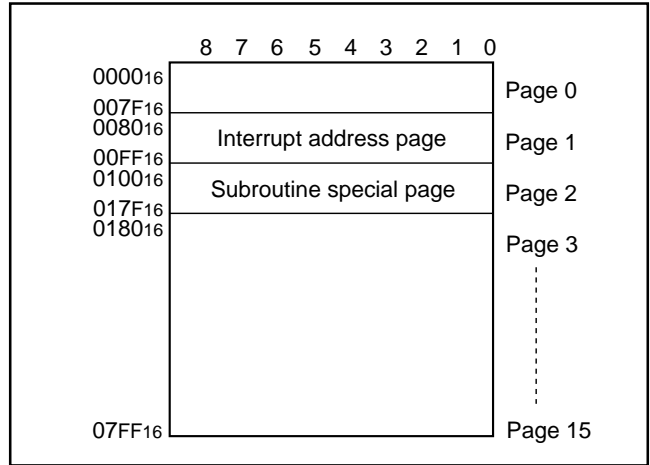 8 7 6 5 4 3 2 1 0
000016
Page 0
007F16
008016
Interrupt address page
Page 1
00FF16
010016
Subroutine special page
Page 2
017F16
018016
Page 3
07FF16
Page 15